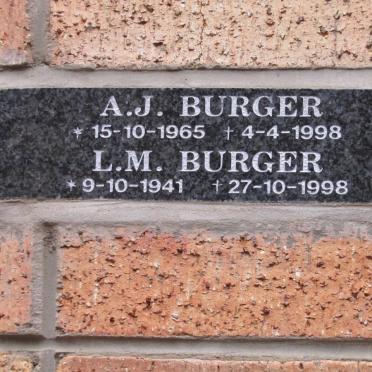 A.J. BURGER
* 15-10-1965 † 4-4-1998
L.M. BURGER
* 9-10-1941 † 27-10-1998